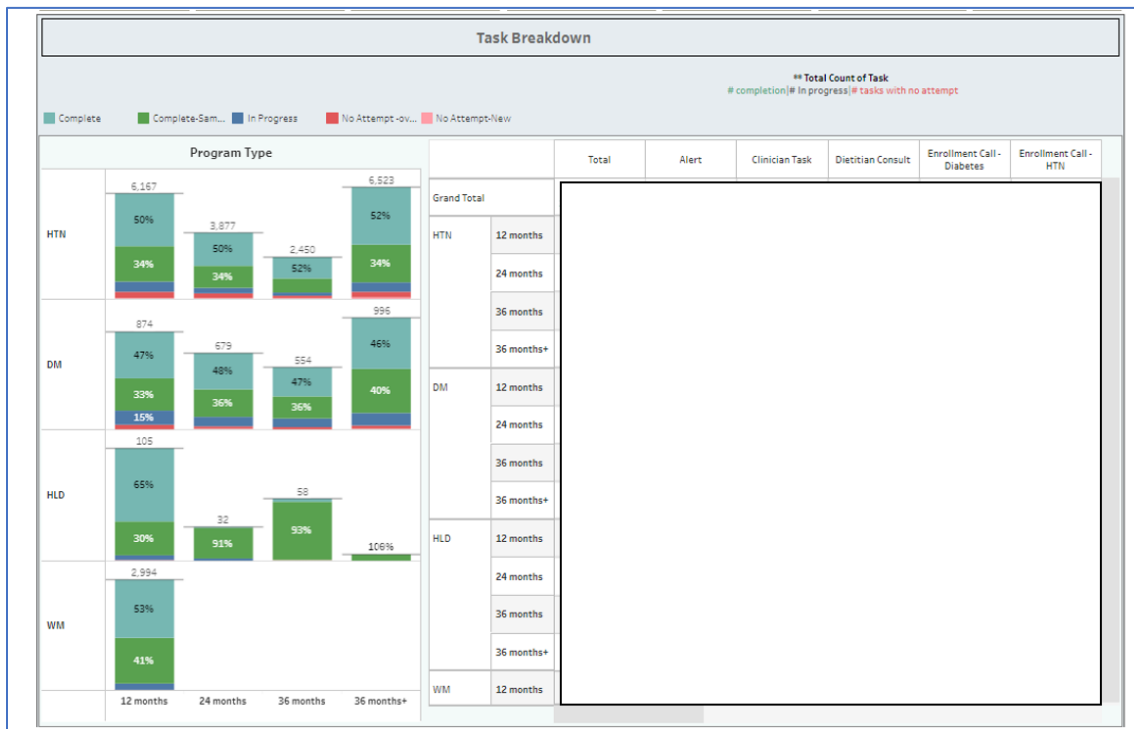 Task Breakdown
** Total Count of Task
# completion|# In progress|# tasks with no attempt
Complete
Complete-Sam...
In Progress
No Attempt -ov...
No Attempt-New
Program Type
HTN
6,167
50%
34%
3,877
50%
34%
2,450
52%
6,523
52%
34%
DM
874
47%
33%
15%
679
48%
36%
554
47%
36%
996
46%
40%
HLD
105
65%
30%
32
91%
58
93%
106%
WM
2,994
53%
41%
12 months
24 months
36 months
36 months+
Total
Alert
Clinician Task
Dietitian Consult
Enrollment Call -
Diabetes
Enrollment Call -
HTN
Grand Total
HTN
12 months
24 months
36 months
36 months+
DM
12 months
24 months
36 months
36 months+
HLD
12 months
24 months
36 months
36 months+
WM
12 months